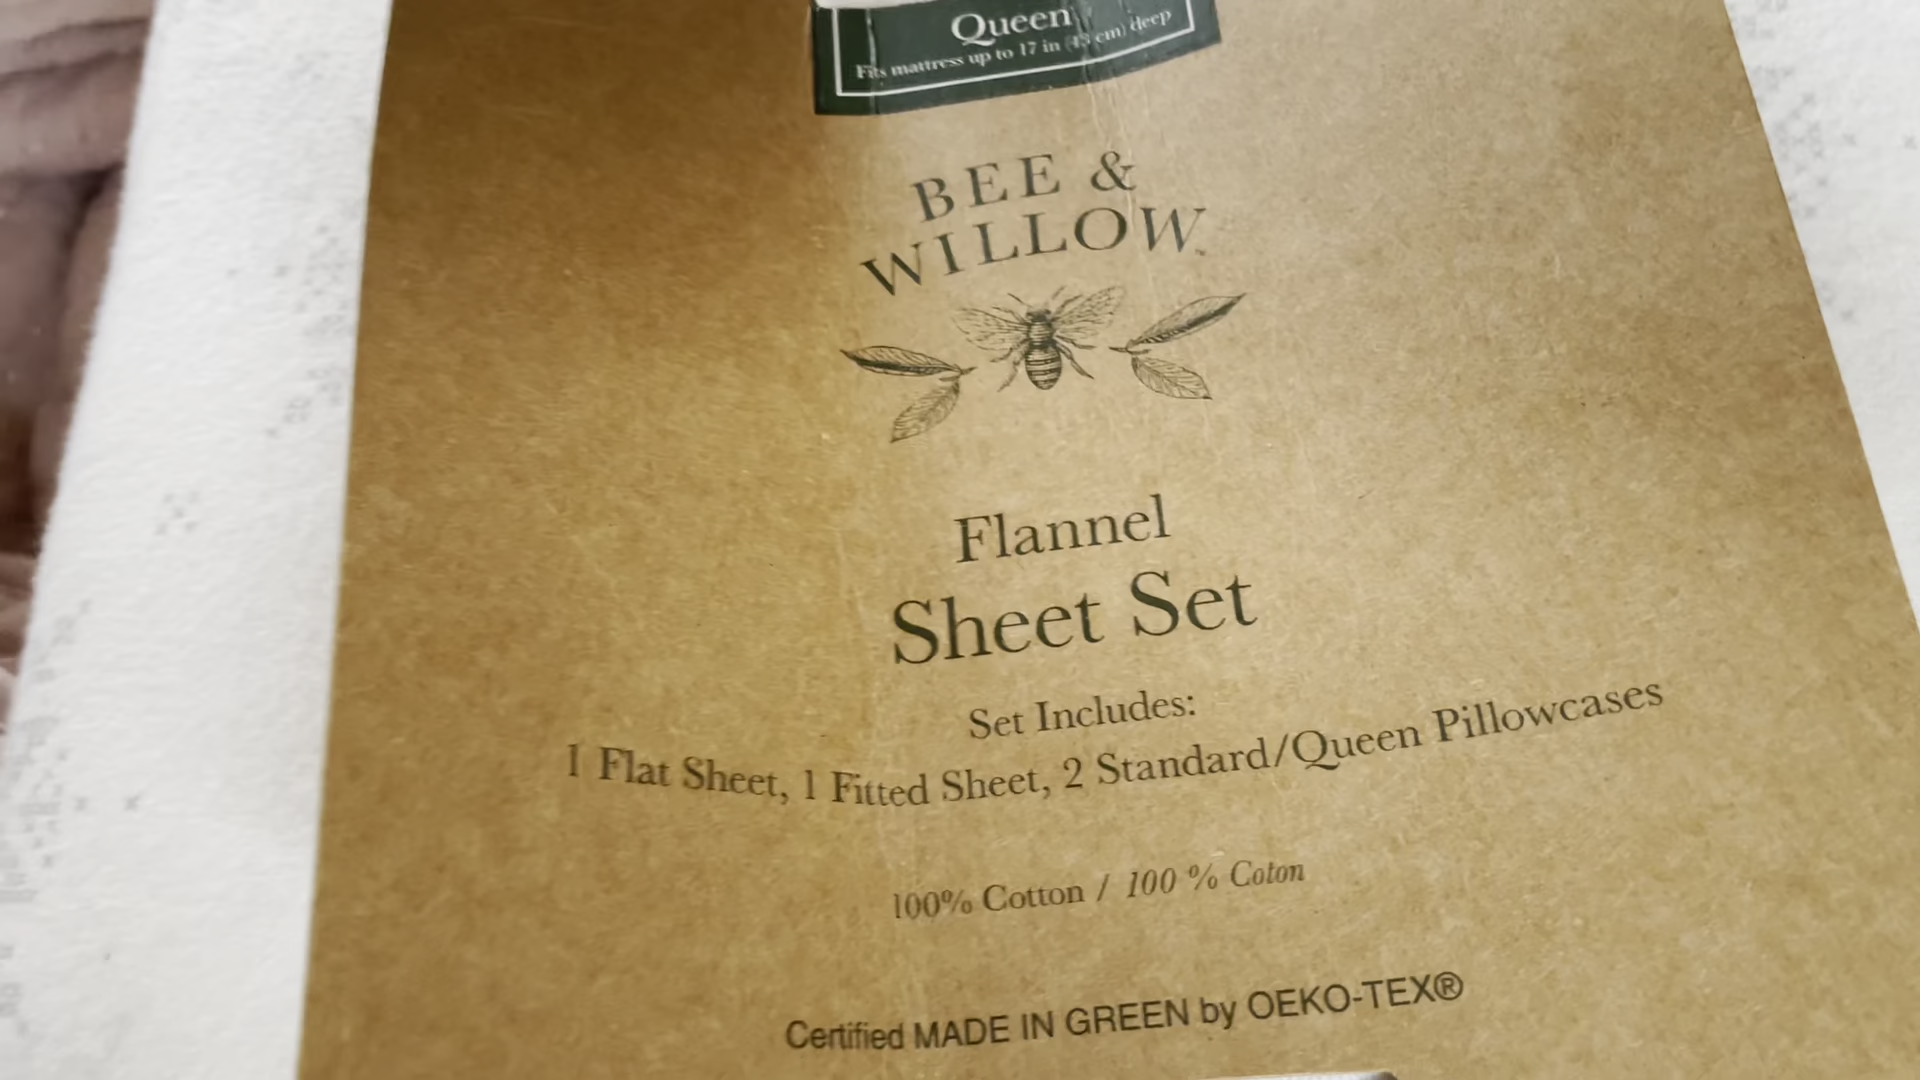 Queen
Fits mattress up to 17 in (43 cm) deep
BEE &
WILLOW
Flannel
Sheet Set
Set Includes:
1 Flat Sheet, 1 Fitted Sheet, 2 Standard/Queen Pillowcases
100% Cotton / 100 % Coton
Certified MADE IN GREEN by OEKO-TEX®